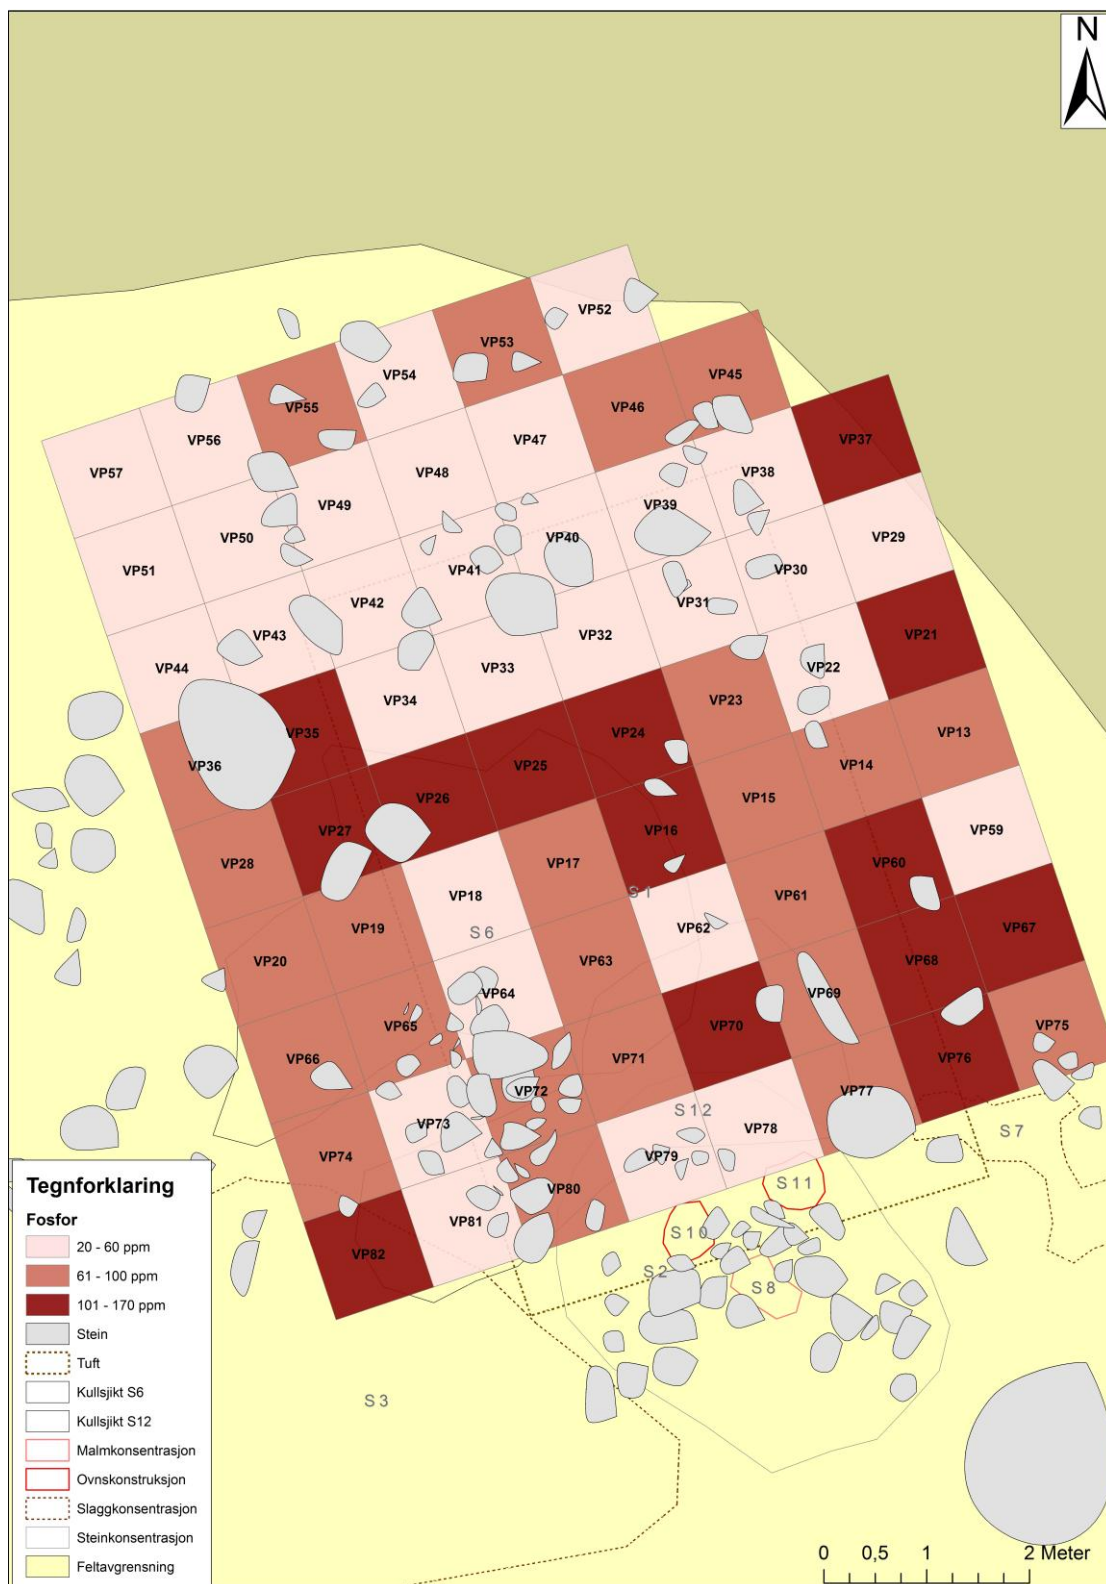 N
VP52
VP53
VP54
VP55
VP56
VP57
VP45
VP46
VP47
VP48
VP49
VP50
VP51
VP37
VP38
VP39
VP40
VP41
VP42
VP43
VP44
VP29
VP30
VP31
VP32
VP33
VP34
VP35
VP36
VP21
VP22
VP23
VP24
VP25
VP26
VP27
VP28
VP13
VP14
VP15
VP16
VP17
VP18
VP19
VP20
VP59
VP60
VP61
VP62
VP63
VP64
VP65
VP66
VP67
VP68
VP69
VP70
VP71
VP72
VP73
VP74
VP75
VP76
VP77
VP78
VP79
VP80
VP81
VP82
S 1
S 6
S 12
S 7
S 11
S 10
S 2
S 8
S 3
Tegnforklaring
Fosfor
20 - 60 ppm
61 - 100 ppm
101 - 170 ppm
Stein
Tuft
Kullsjikt S6
Kullsjikt S12
Malmkonsentrasjon
Ovnskonstruksjon
Slaggkonsentrasjon
Steinkonsentrasjon
Feltavgrensning
0 0,5 1 2 Meter